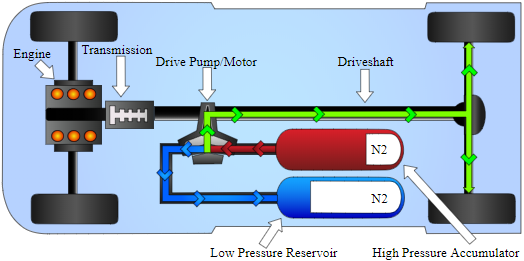 Engine
Transmission
Drive Pump/Motor
Driveshaft
N2
N2
Low Pressure Reservoir
High Pressure Accumulator